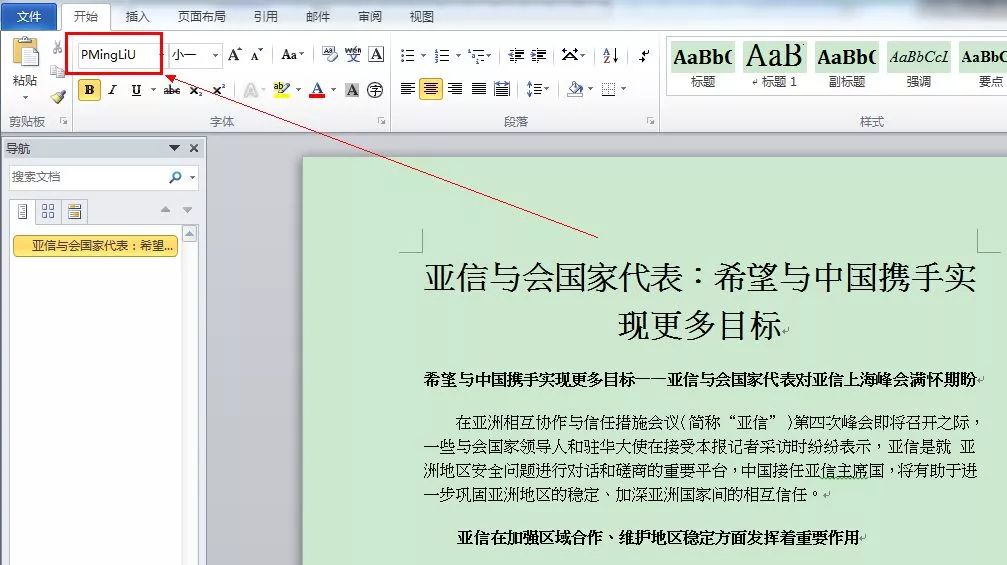 文件 开始 插入 页面布局 引用 邮件 审阅 视图
PMingLiU 小一 Aa A
粘贴 B I U abc x₂ x² A ab A A 字
AaBb( AaBb AaBb( AaBbCcL AaBb(
标题 标题 1 副标题 强调 要点
剪贴板 字体 段落 样式
导航
搜索文档
亚信与会国家代表：希望...
亚信与会国家代表：希望与中国携手实
现更多目标
希望与中国携手实现更多目标——亚信与会国家代表对亚信上海峰会满怀期盼
在亚洲相互协作与信任措施会议(简称“亚信” )第四次峰会即将召开之际，
一些与会国家领导人和驻华大使在接受本报记者采访时纷纷表示，亚信是就 亚
洲地区安全问题进行对话和磋商的重要平台，中国接任亚信主席国，将有助于进
一步巩固亚洲地区的稳定、加深亚洲国家间的相互信任。
亚信在加强区域合作、维护地区稳定方面发挥着重要作用